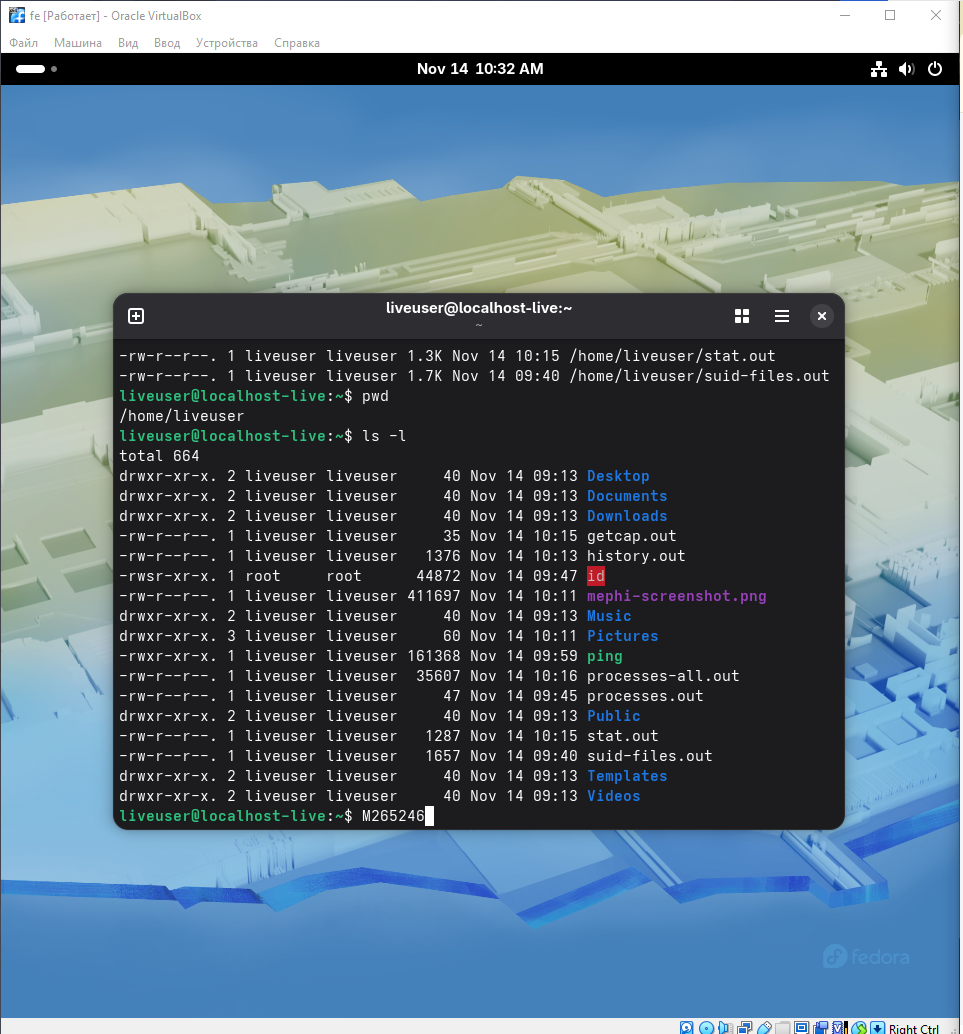 fe [Работает] - Oracle VirtualBox
Файл Машина Вид Ввод Устройства Справка
Nov 14 10:32 AM
liveuser@localhost-live:~
~
-rw-r--r--. 1 liveuser liveuser 1.3K Nov 14 10:15 /home/liveuser/stat.out
-rw-r--r--. 1 liveuser liveuser 1.7K Nov 14 09:40 /home/liveuser/suid-files.out
liveuser@localhost-live:~$ pwd
/home/liveuser
liveuser@localhost-live:~$ ls -l
total 664
drwxr-xr-x. 2 liveuser liveuser     40 Nov 14 09:13 Desktop
drwxr-xr-x. 2 liveuser liveuser     40 Nov 14 09:13 Documents
drwxr-xr-x. 2 liveuser liveuser     40 Nov 14 09:13 Downloads
-rw-r--r--. 1 liveuser liveuser     35 Nov 14 10:15 getcap.out
-rw-r--r--. 1 liveuser liveuser   1376 Nov 14 10:13 history.out
-rwsr-xr-x. 1 root     root      44872 Nov 14 09:47 id
-rw-r--r--. 1 liveuser liveuser 411697 Nov 14 10:11 mephi-screenshot.png
drwxr-xr-x. 2 liveuser liveuser     40 Nov 14 09:13 Music
drwxr-xr-x. 3 liveuser liveuser     60 Nov 14 10:11 Pictures
-rwxr-xr-x. 1 liveuser liveuser 161368 Nov 14 09:59 ping
-rw-r--r--. 1 liveuser liveuser  35607 Nov 14 10:16 processes-all.out
-rw-r--r--. 1 liveuser liveuser     47 Nov 14 09:45 processes.out
drwxr-xr-x. 2 liveuser liveuser     40 Nov 14 09:13 Public
-rw-r--r--. 1 liveuser liveuser   1287 Nov 14 10:15 stat.out
-rw-r--r--. 1 liveuser liveuser   1657 Nov 14 09:40 suid-files.out
drwxr-xr-x. 2 liveuser liveuser     40 Nov 14 09:13 Templates
drwxr-xr-x. 2 liveuser liveuser     40 Nov 14 09:13 Videos
liveuser@localhost-live:~$ M265246
fedora
Right Ctrl